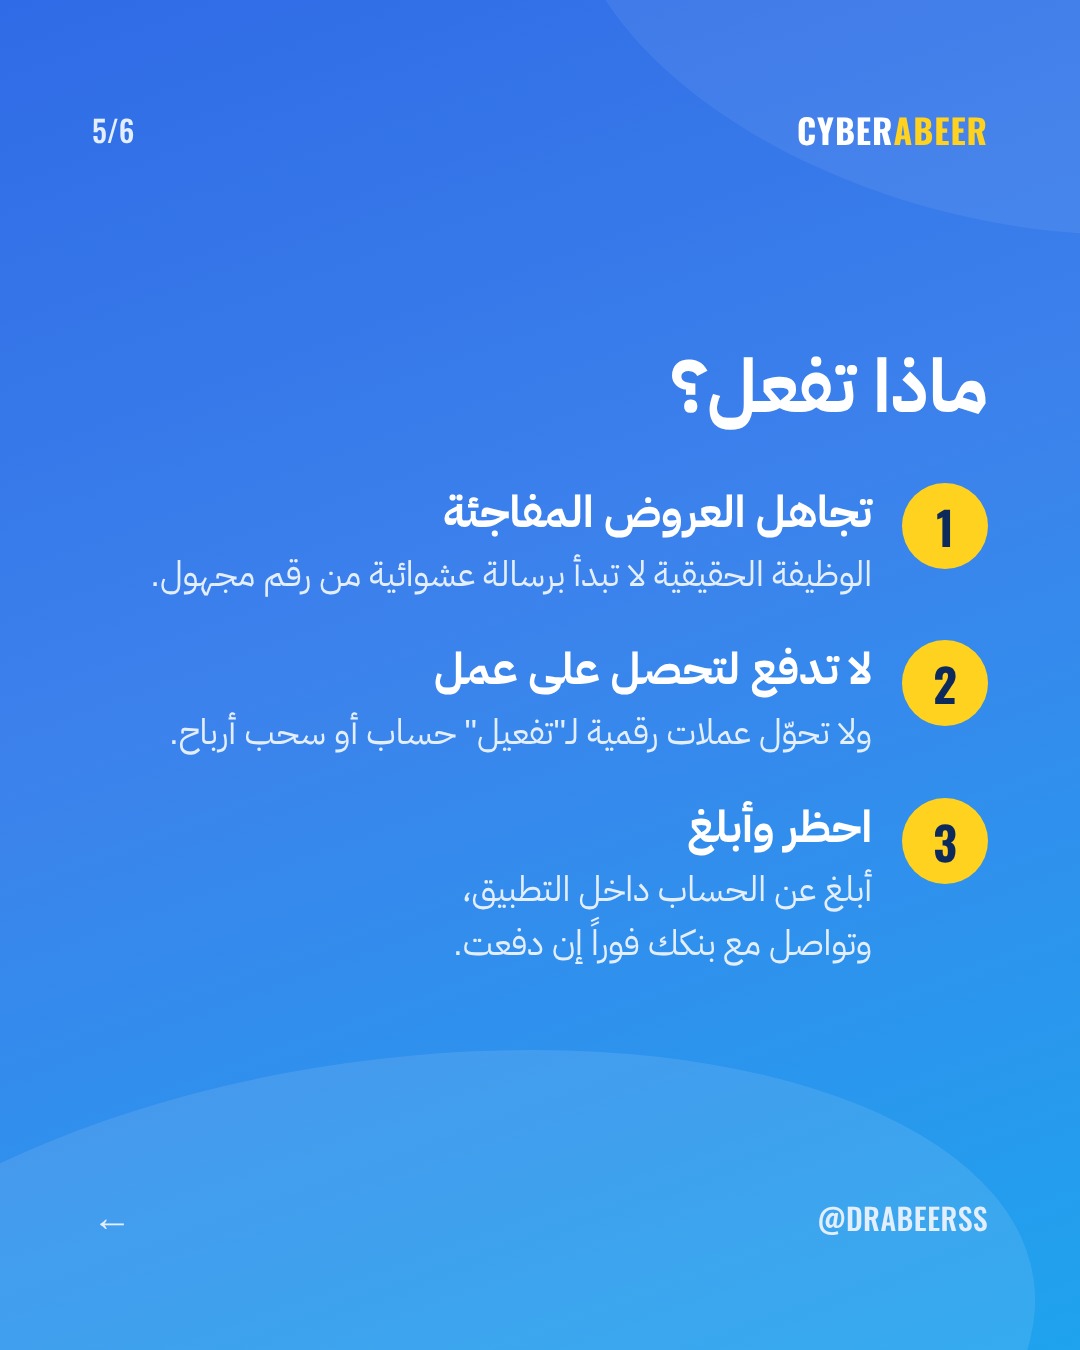 CYBERABEER
5/6
ماذا تفعل؟
1
تجاهل العروض المفاجئة
الوظيفة الحقيقية لا تبدأ برسالة عشوائية من رقم مجهول.
2
لا تدفع لتحصل على عمل
ولا تحوّل عملات رقمية لـ"تفعيل" حساب أو سحب أرباح.
3
احظر وأبلغ
أبلغ عن الحساب داخل التطبيق،
وتواصل مع بنكك فوراً إن دفعت.
@DRABEERSS
←